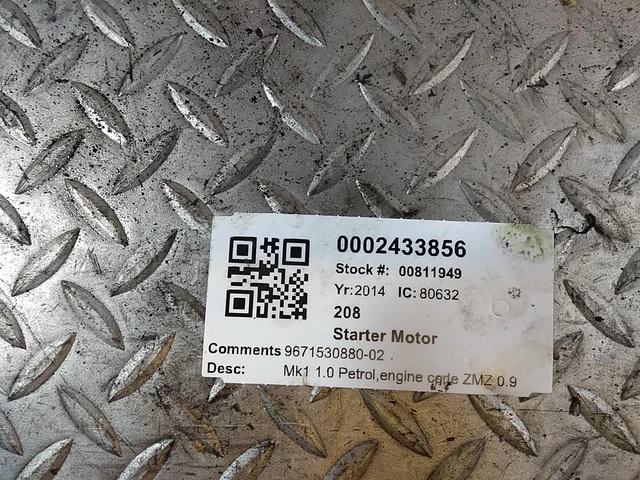 0002433856
Stock #: 00811949
Yr:2014 IC: 80632
208
Starter Motor
Comments 9671530880-02
Desc: Mk1 1.0 Petrol,engine code ZMZ 0.9